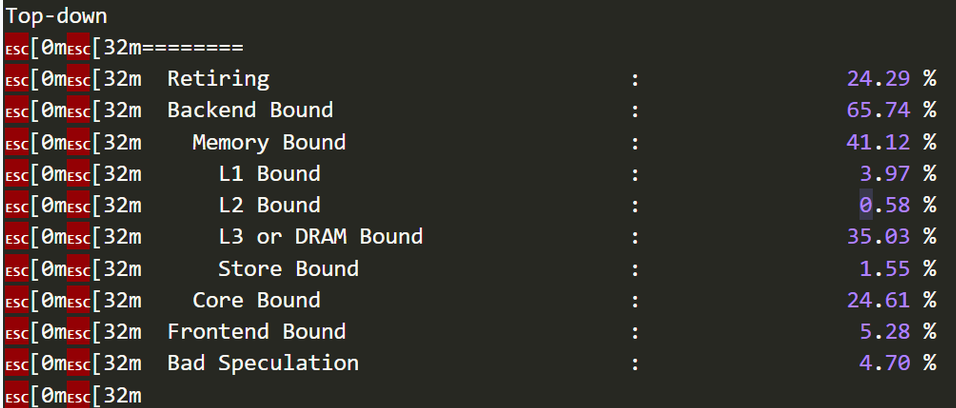 Top-down
ESC[0mESC[32m========
ESC[0mESC[32m  Retiring                           :                 24.29 %
ESC[0mESC[32m  Backend Bound                      :                 65.74 %
ESC[0mESC[32m    Memory Bound                     :                 41.12 %
ESC[0mESC[32m      L1 Bound                       :                  3.97 %
ESC[0mESC[32m      L2 Bound                       :                  0.58 %
ESC[0mESC[32m      L3 or DRAM Bound               :                 35.03 %
ESC[0mESC[32m      Store Bound                    :                  1.55 %
ESC[0mESC[32m    Core Bound                       :                 24.61 %
ESC[0mESC[32m  Frontend Bound                     :                  5.28 %
ESC[0mESC[32m  Bad Speculation                    :                  4.70 %
ESC[0mESC[32m